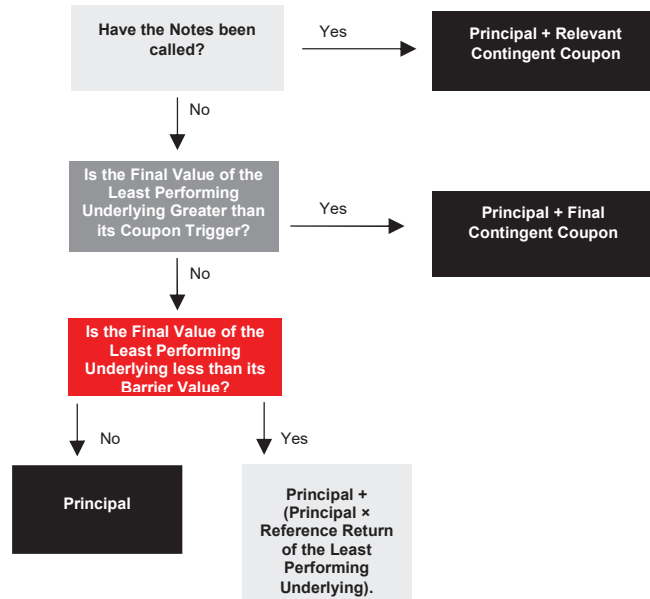 Have the Notes been
called?
Yes
Principal + Relevant
Contingent Coupon
No
Is the Final Value of the
Least Performing
Underlying Greater than
its Coupon Trigger?
Yes
Principal + Final
Contingent Coupon
No
Is the Final Value of the
Least Performing
Underlying less than its
Barrier Value?
No
Yes
Principal
Principal +
(Principal ×
Reference Return
of the Least
Performing
Underlying).